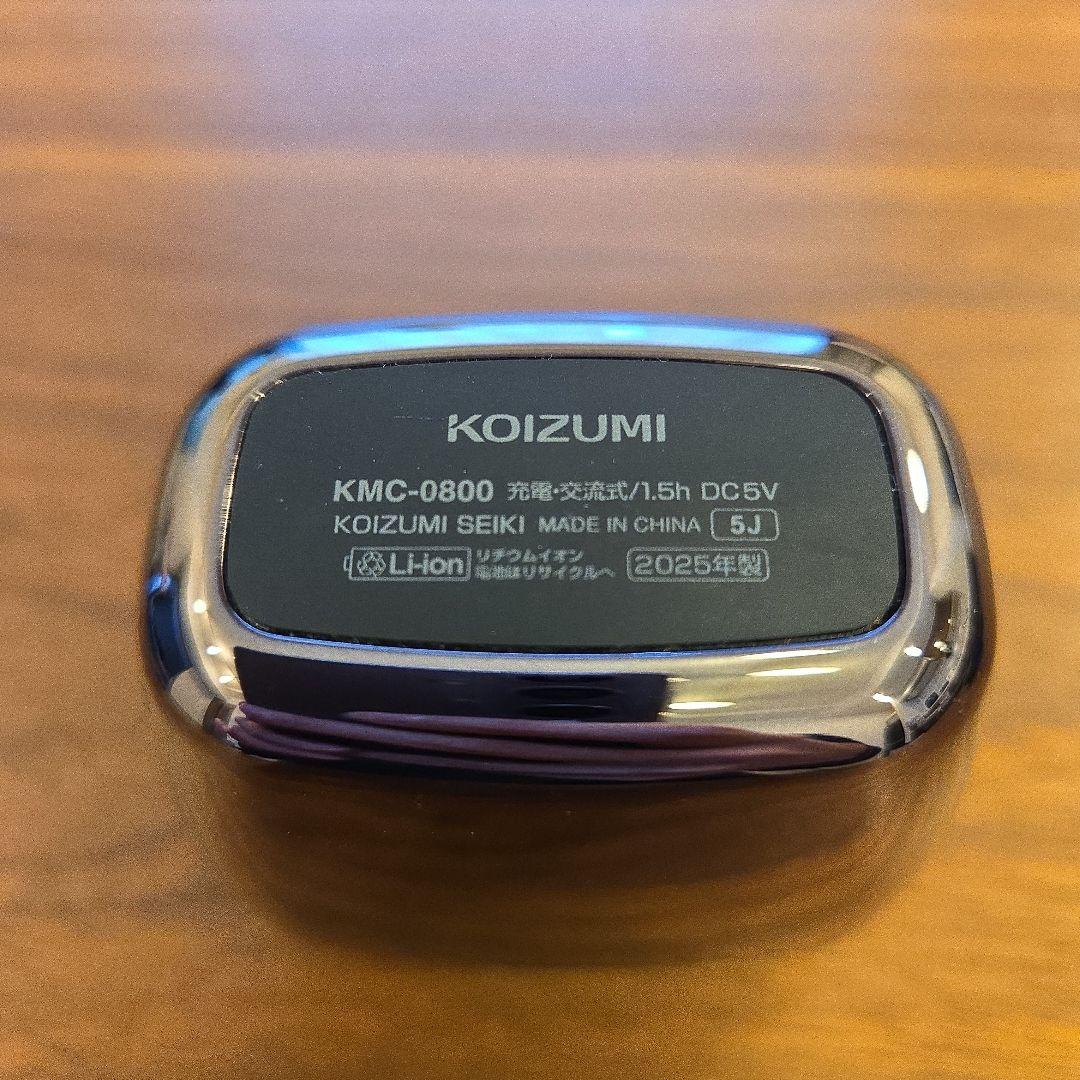 KOIZUMI
KMC-0800 充電・交流式/1.5h DC5V
KOIZUMI SEIKI MADE IN CHINA 5J
Li-ion リチウムイオン
電池はリサイクルへ 2025年製